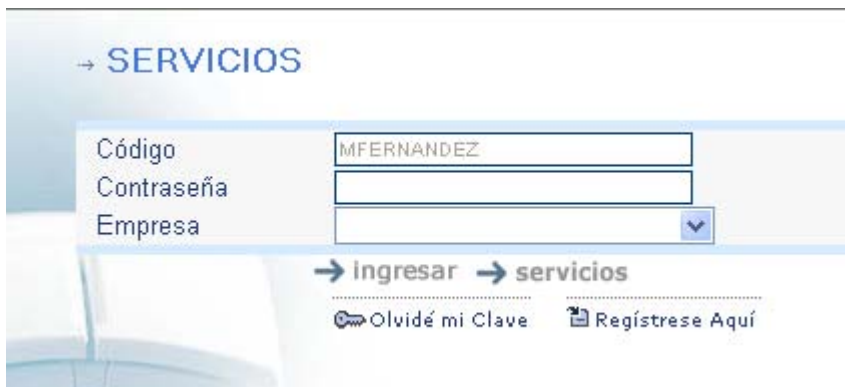 SERVICIOS
Código MFERNANDEZ
Contraseña
Empresa
ingresar servicios
Olvidé mi Clave Regístrese Aquí